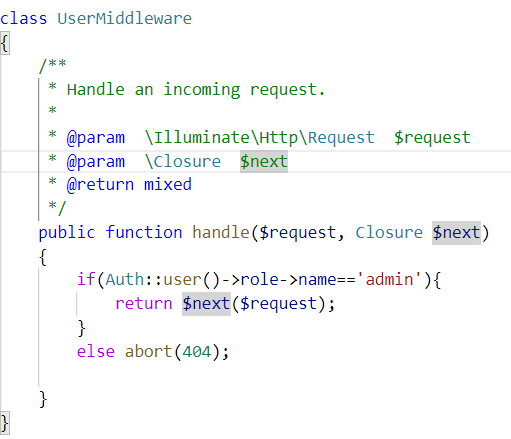 class UserMiddleware
{
    /**
     * Handle an incoming request.
     *
     * @param  \Illuminate\Http\Request  $request
     * @param  \Closure  $next
     * @return mixed
     */
    public function handle($request, Closure $next)
    {
        if(Auth::user()->role->name=='admin'){
            return $next($request);
        }
        else abort(404);
    }
}